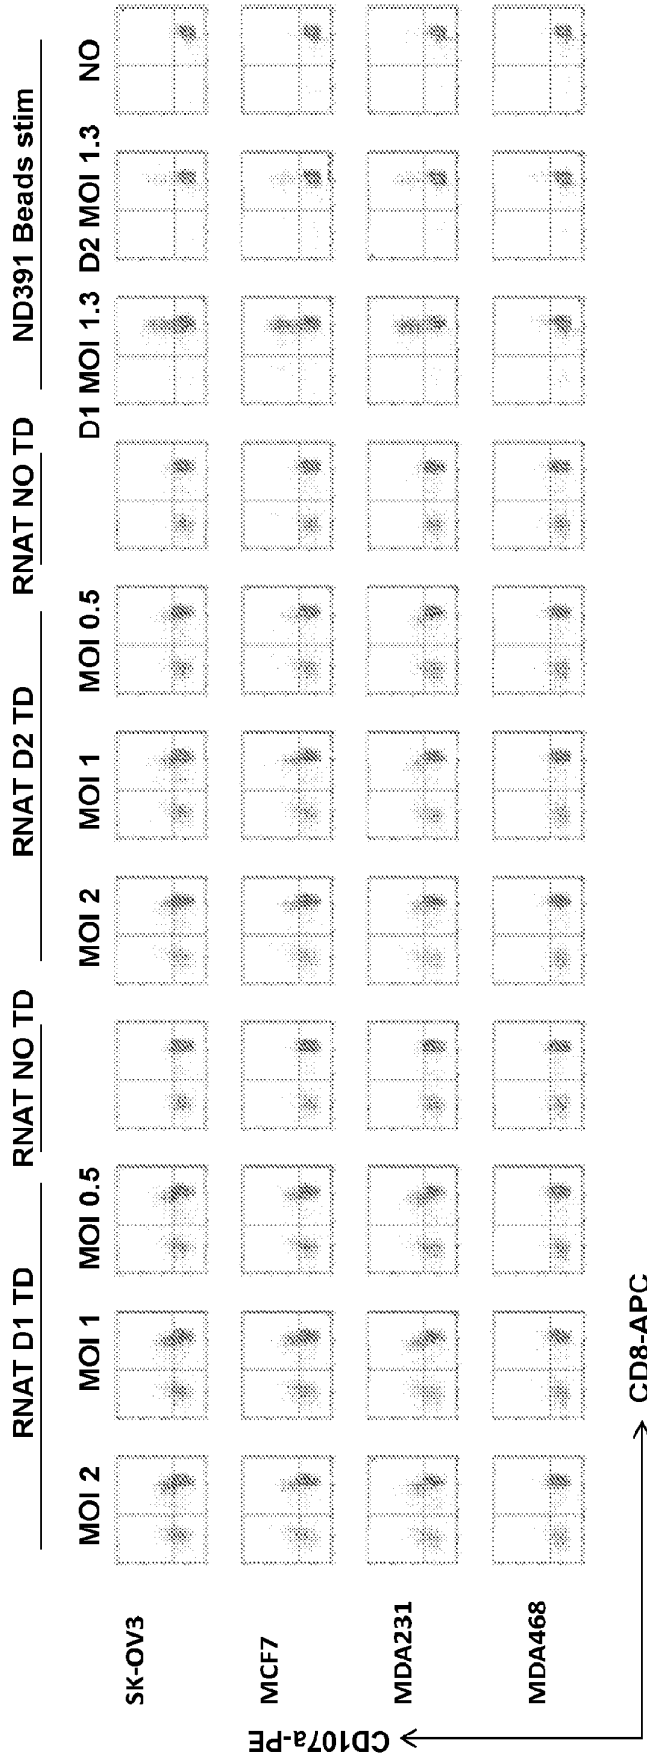 RNAT D1 TD RNAT NO TD RNAT D2 TD RNAT NO TD ND391 Beads stim
MOI 2 MOI 1 MOI 0.5 MOI 2 MOI 1 MOI 0.5 D1 MOI 1.3 D2 MOI 1.3 NO
SK-OV3
MCF7
MDA231
MDA468
CD107a-PE
CD8-APC